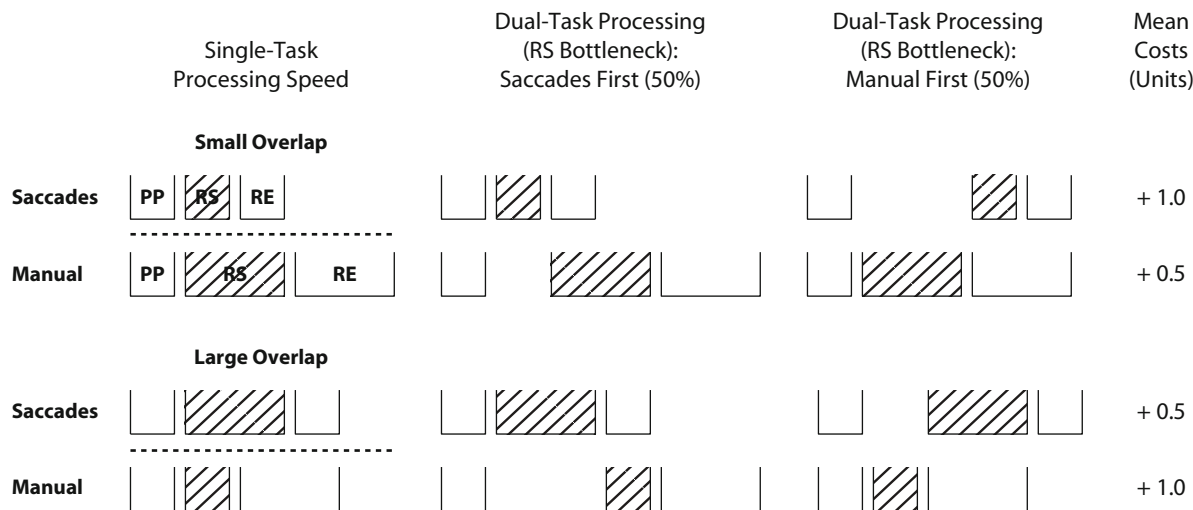 Single-Task
Processing Speed
Dual-Task Processing
(RS Bottleneck):
Saccades First (50%)
Dual-Task Processing
(RS Bottleneck):
Manual First (50%)
Mean
Costs
(Units)
Small Overlap
Saccades PP RS RE + 1.0
Manual PP RS RE + 0.5
Large Overlap
Saccades + 0.5
Manual + 1.0